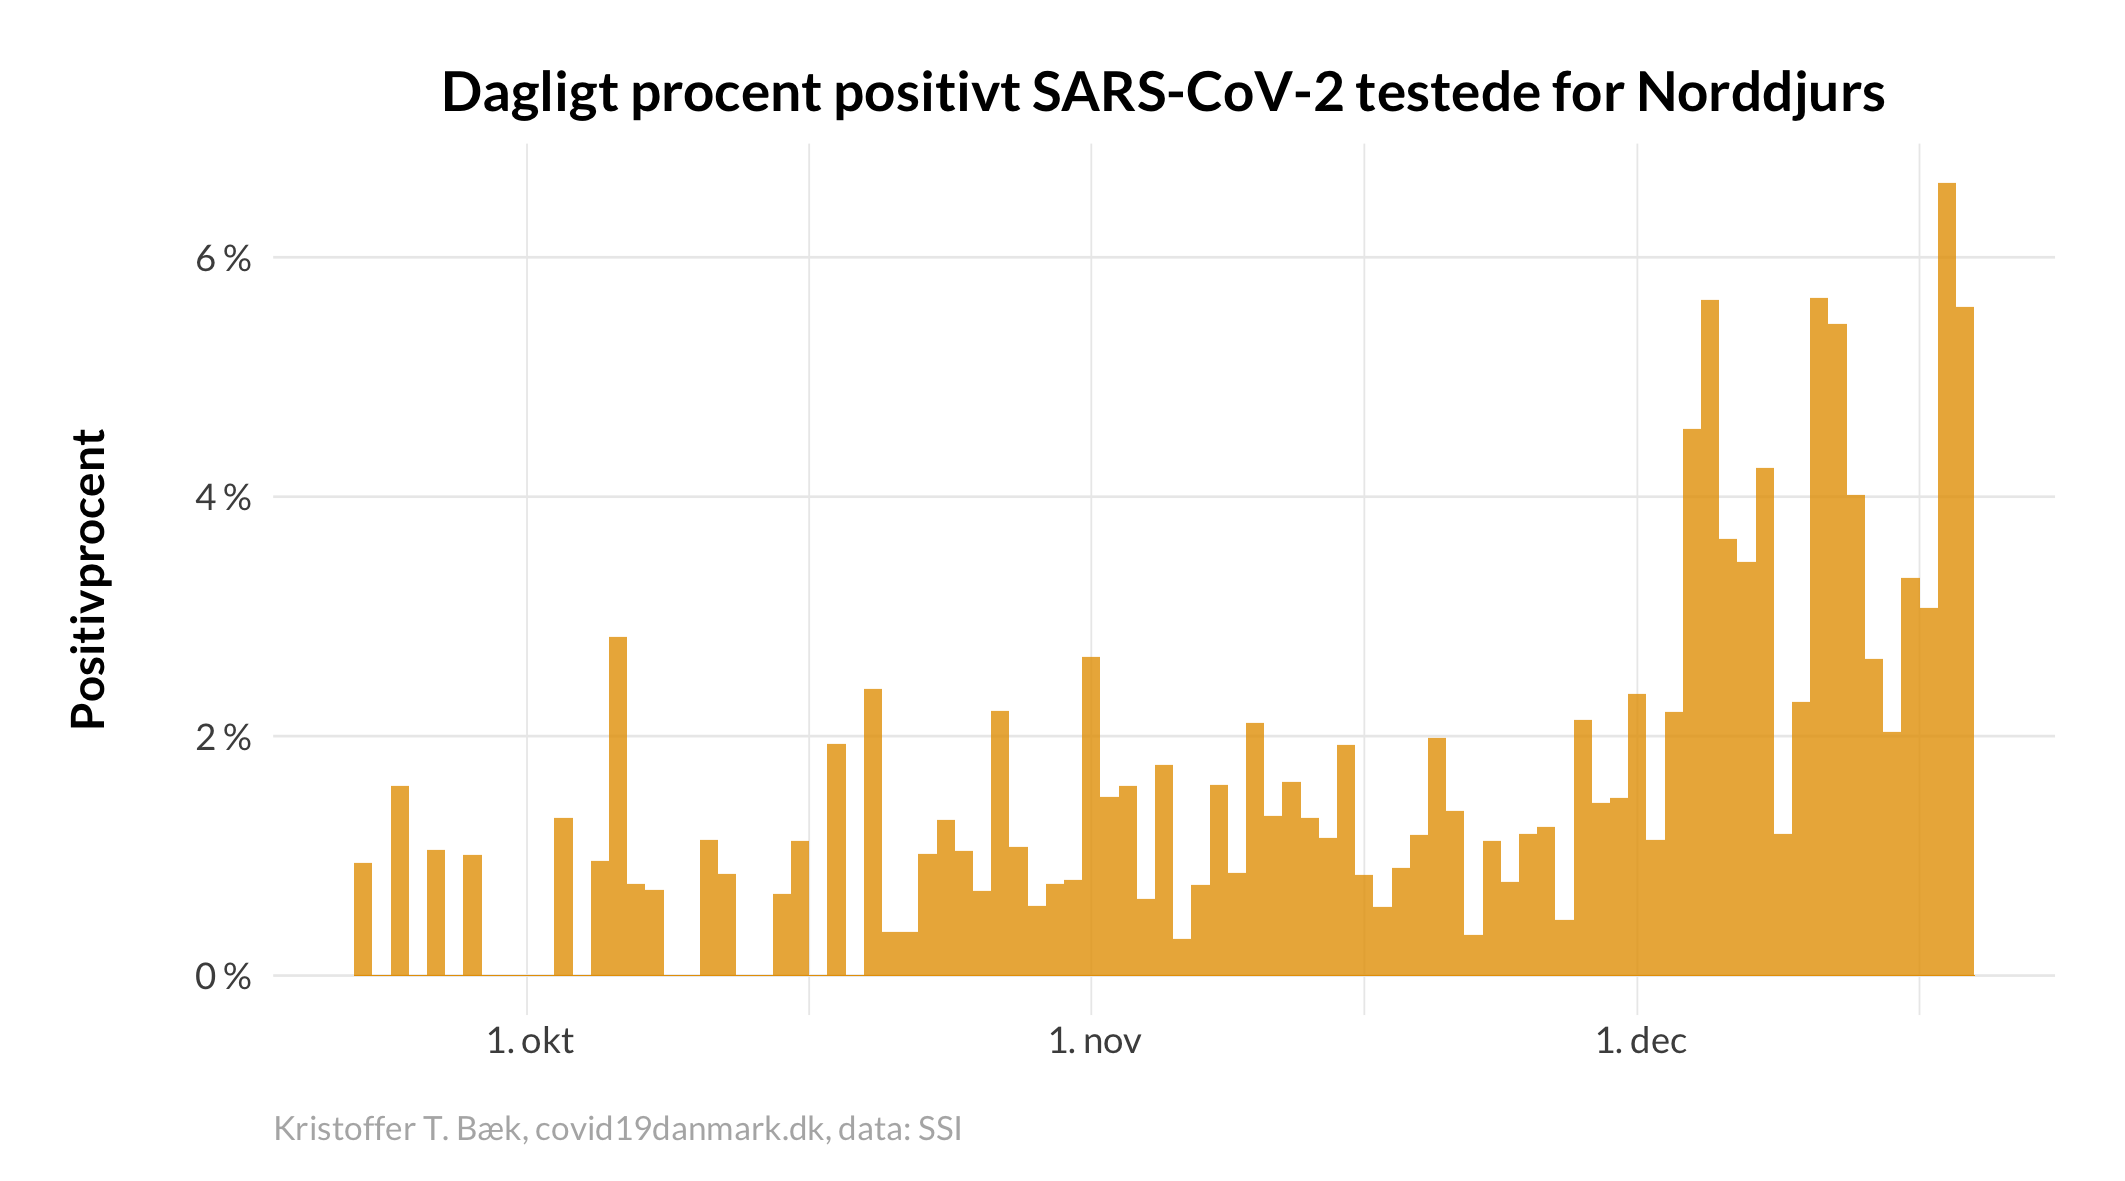 Dagligt procent positivt SARS-CoV-2 testede for Norddjurs
Positivprocent
6 %
4 %
2 %
0 %
1. okt
1. nov
1. dec
Kristoffer T. Bæk, covid19danmark.dk, data: SSI